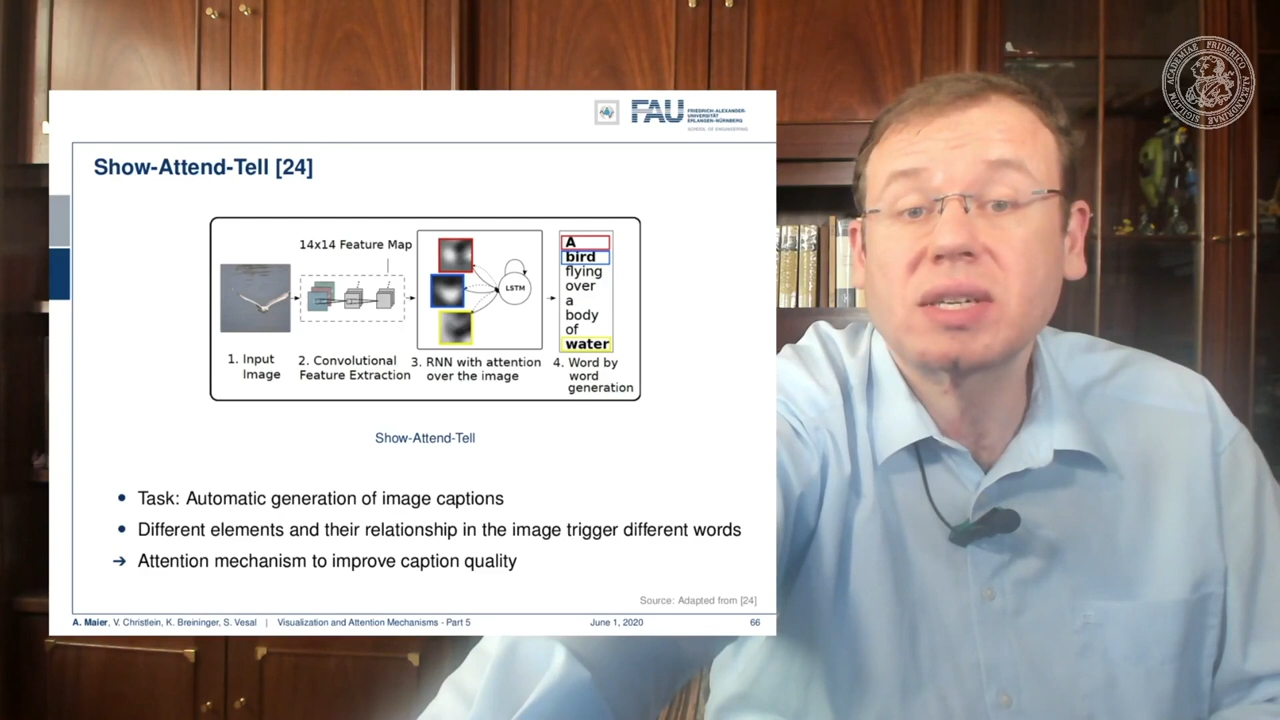 FAU FRIEDRICH-ALEXANDER-
UNIVERSITÄT
ERLANGEN-NÜRNBERG
SCHOOL OF ENGINEERING
Show-Attend-Tell [24]
14x14 Feature Map
LSTM
A
bird
flying
over
a
body
of
water
1. Input
Image
2. Convolutional
Feature Extraction
3. RNN with attention
over the image
4. Word by
word
generation
Show-Attend-Tell
• Task: Automatic generation of image captions
• Different elements and their relationship in the image trigger different words
➔ Attention mechanism to improve caption quality
Source: Adapted from [24]
A. Maier, V. Christlein, K. Breininger, S. Vesal | Visualization and Attention Mechanisms - Part 5 June 1, 2020 66